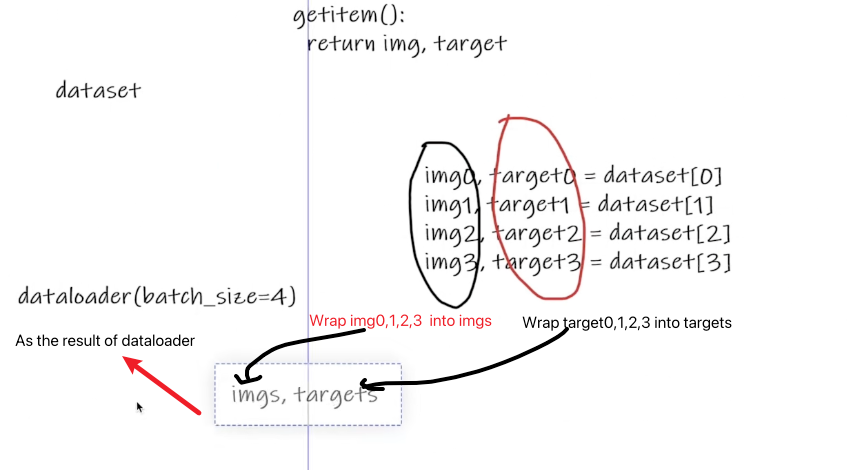 getitem():
return img, target
dataset
img0, target0 = dataset[0]
img1, target1 = dataset[1]
img2, target2 = dataset[2]
img3, target3 = dataset[3]
dataloader(batch_size=4)
Wrap img0,1,2,3 into imgs
Wrap target0,1,2,3 into targets
As the result of dataloader
imgs, targets